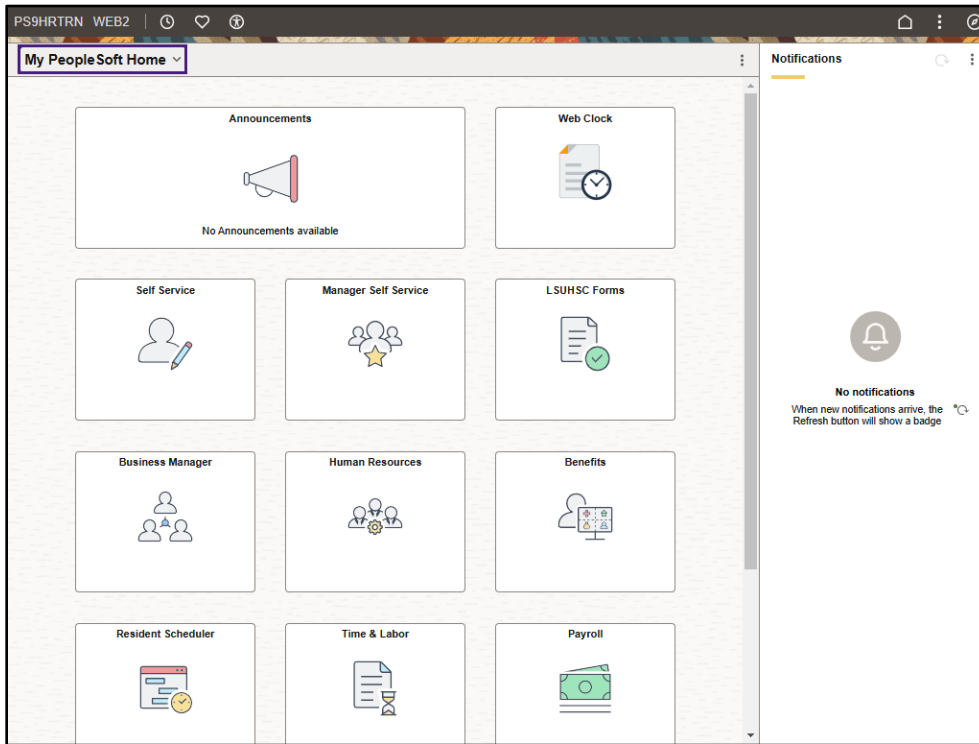 PS9HRTRN WEB2
My PeopleSoft Home
Notifications
Announcements
No Announcements available
Web Clock
Self Service
Manager Self Service
LSUHSC Forms
No notifications
When new notifications arrive, the
Refresh button will show a badge
Business Manager
Human Resources
Benefits
Resident Scheduler
Time & Labor
Payroll